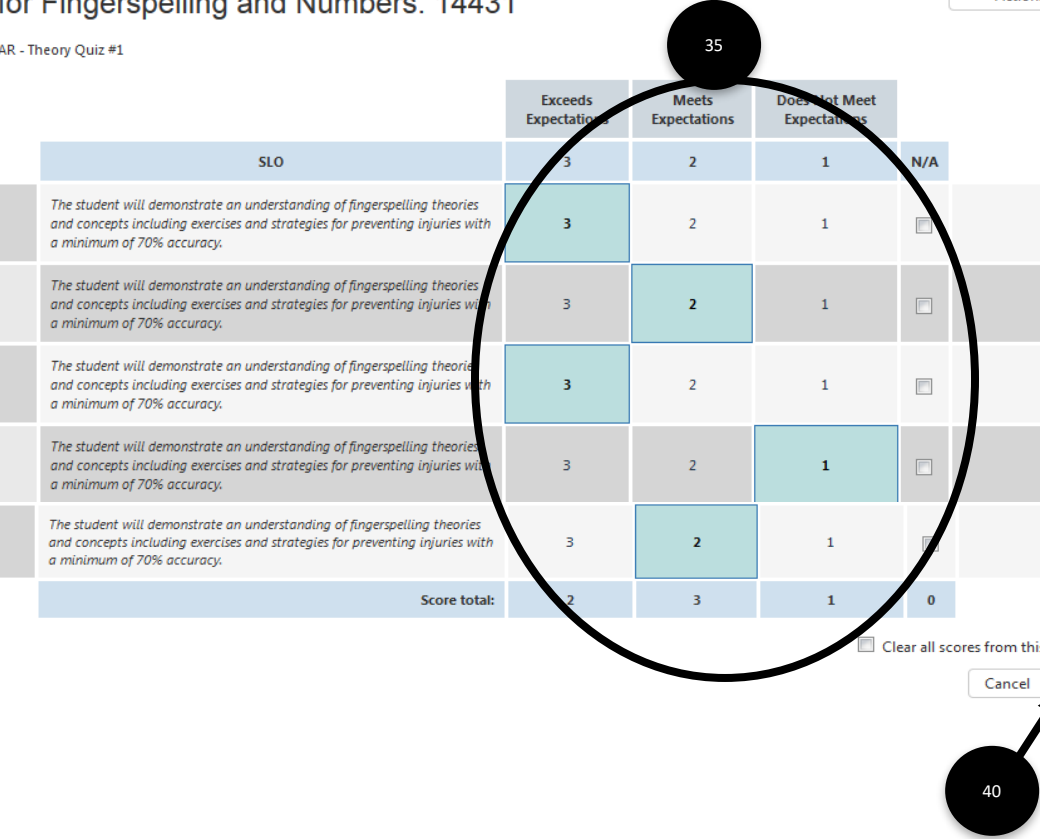 for Fingerspelling and Numbers: 14431
AR - Theory Quiz #1
35
Exceeds Expectations
Meets Expectations
Does Not Meet Expectations
SLO 3 2 1 N/A
The student will demonstrate an understanding of fingerspelling theories
and concepts including exercises and strategies for preventing injuries with
a minimum of 70% accuracy.
3 2 1
The student will demonstrate an understanding of fingerspelling theories
and concepts including exercises and strategies for preventing injuries with
a minimum of 70% accuracy.
3 2 1
The student will demonstrate an understanding of fingerspelling theories
and concepts including exercises and strategies for preventing injuries with
a minimum of 70% accuracy.
3 2 1
The student will demonstrate an understanding of fingerspelling theories
and concepts including exercises and strategies for preventing injuries with
a minimum of 70% accuracy.
3 2 1
The student will demonstrate an understanding of fingerspelling theories
and concepts including exercises and strategies for preventing injuries with
a minimum of 70% accuracy.
3 2 1
Score total: 2 3 1 0
Clear all scores from this
Cancel
40